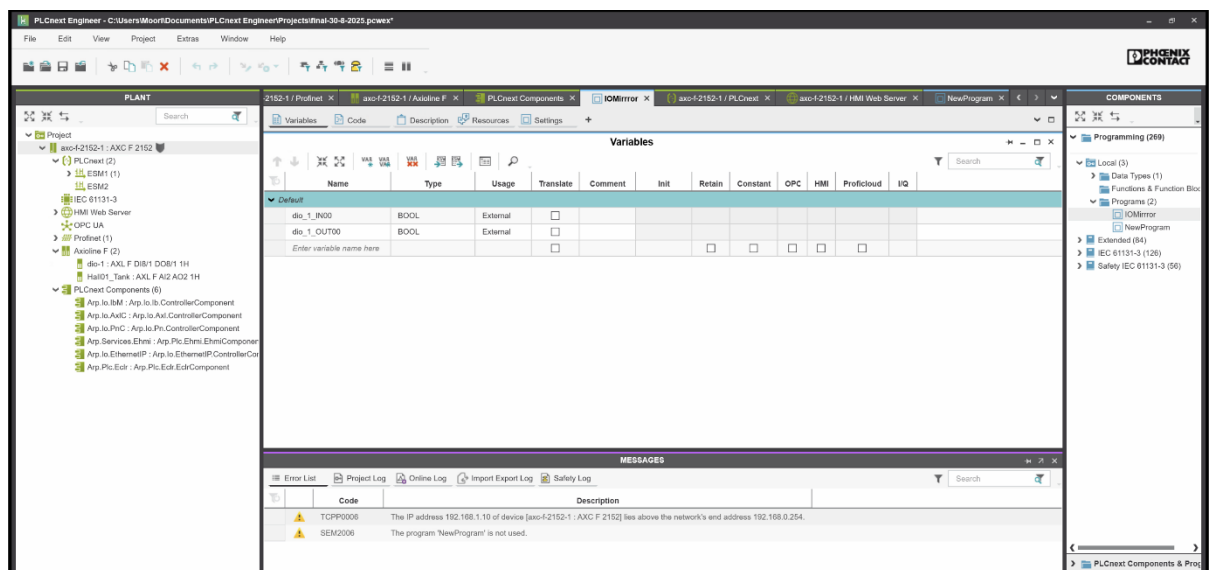 PLCnext Engineer - C:\Users\Moori\Documents\PLCnext Engineer\Projects\final-30-8-2025.pcwex*
File Edit View Project Extras Window Help
PHŒNIX
CONTACT
PLANT
Search
Project
axc-f-2152-1 : AXC F 2152
PLCnext (2)
ESM1 (1)
ESM2
IEC 61131-3
HMI Web Server
OPC UA
Profinet (1)
Axioline F (2)
dio-1 : AXL F DI8/1 DO8/1 1H
Hall01_Tank : AXL F AI2 AO2 1H
PLCnext Components (6)
Arp.Io.IbM : Arp.Io.Ib.ControllerComponent
Arp.Io.AxlC : Arp.Io.Axl.ControllerComponent
Arp.Io.PnC : Arp.Io.Pn.ControllerComponent
Arp.Services.Ehmi : Arp.Plc.Ehmi.EhmiComponen
Arp.Io.EthernetIP : Arp.Io.EthernetIP.ControllerCor
Arp.Plc.Eclr : Arp.Plc.Eclr.EclrComponent
2152-1 / Profinet axc-f-2152-1 / Axioline F PLCnext Components IOMirrror axc-f-2152-1 / PLCnext axc-f-2152-1 / HMI Web Server NewProgram
Variables Code Description Resources Settings +
Variables
Search
Name Type Usage Translate Comment Init Retain Constant OPC HMI Proficloud I/Q
Default
dio_1_IN00 BOOL External
dio_1_OUT00 BOOL External
Enter variable name here
MESSAGES
Error List Project Log Online Log Import Export Log Safety Log
Search
Code Description
TCPP0006 The IP address 192.168.1.10 of device [axc-f-2152-1 : AXC F 2152] lies above the network's end address 192.168.0.254.
SEM2006 The program 'NewProgram' is not used.
COMPONENTS
Programming (269)
Local (3)
Data Types (1)
Functions & Function Bloc
Programs (2)
IOMirrror
NewProgram
Extended (84)
IEC 61131-3 (126)
Safety IEC 61131-3 (56)
PLCnext Components & Prog